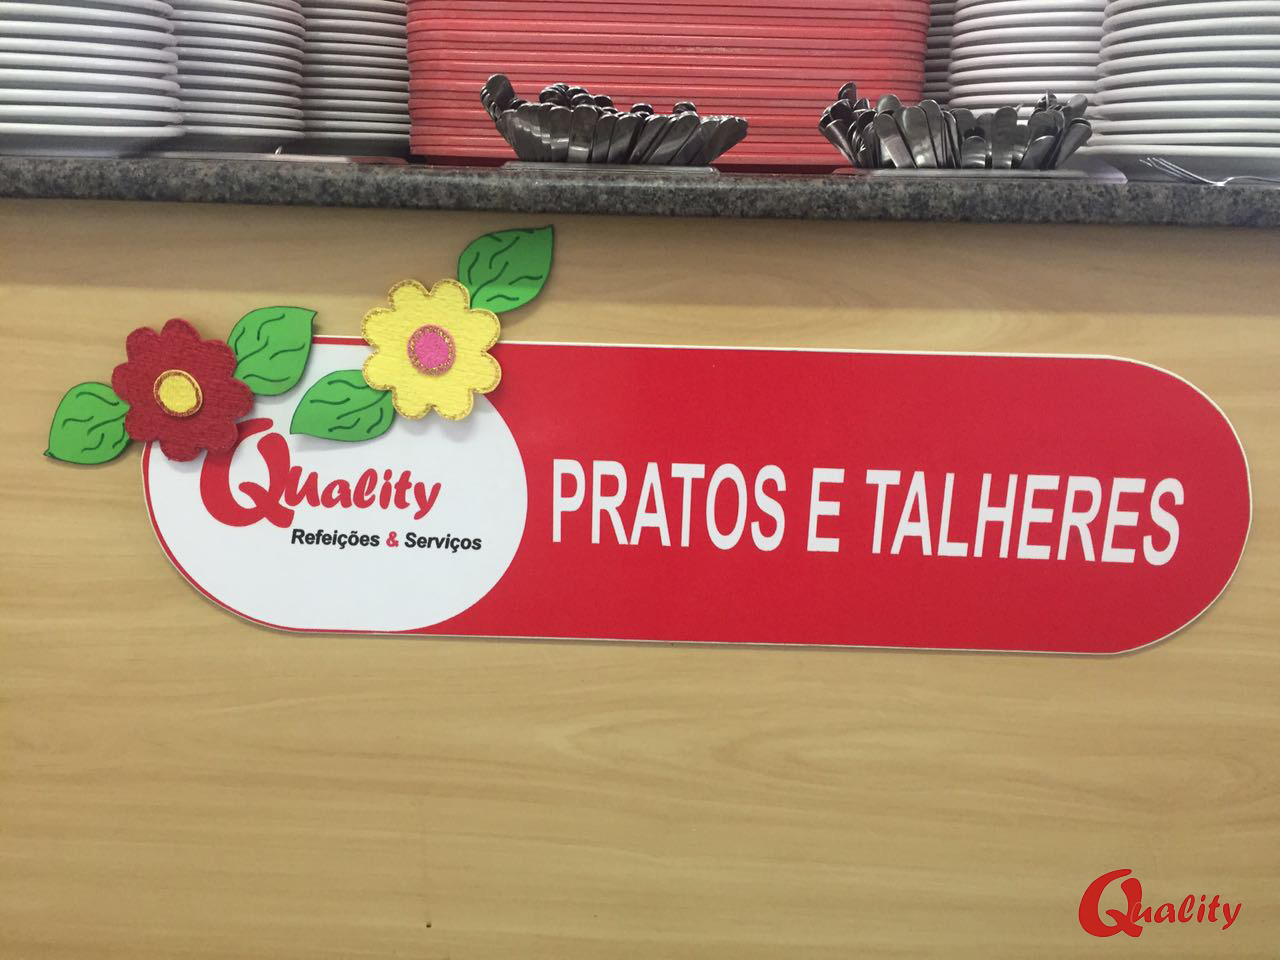 Quality
Refeições & Serviços
PRATOS E TALHERES
Quality